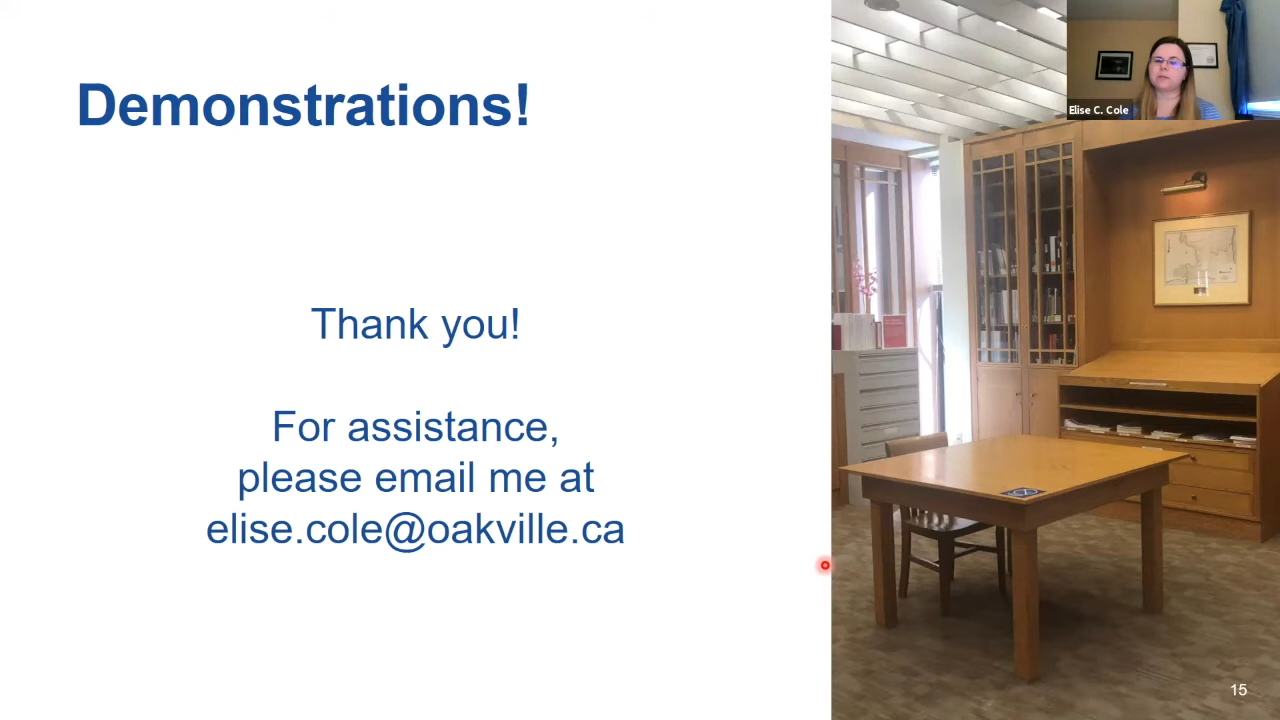 Demonstrations!
Elise C. Cole
Thank you!
For assistance,
please email me at
elise.cole@oakville.ca
15